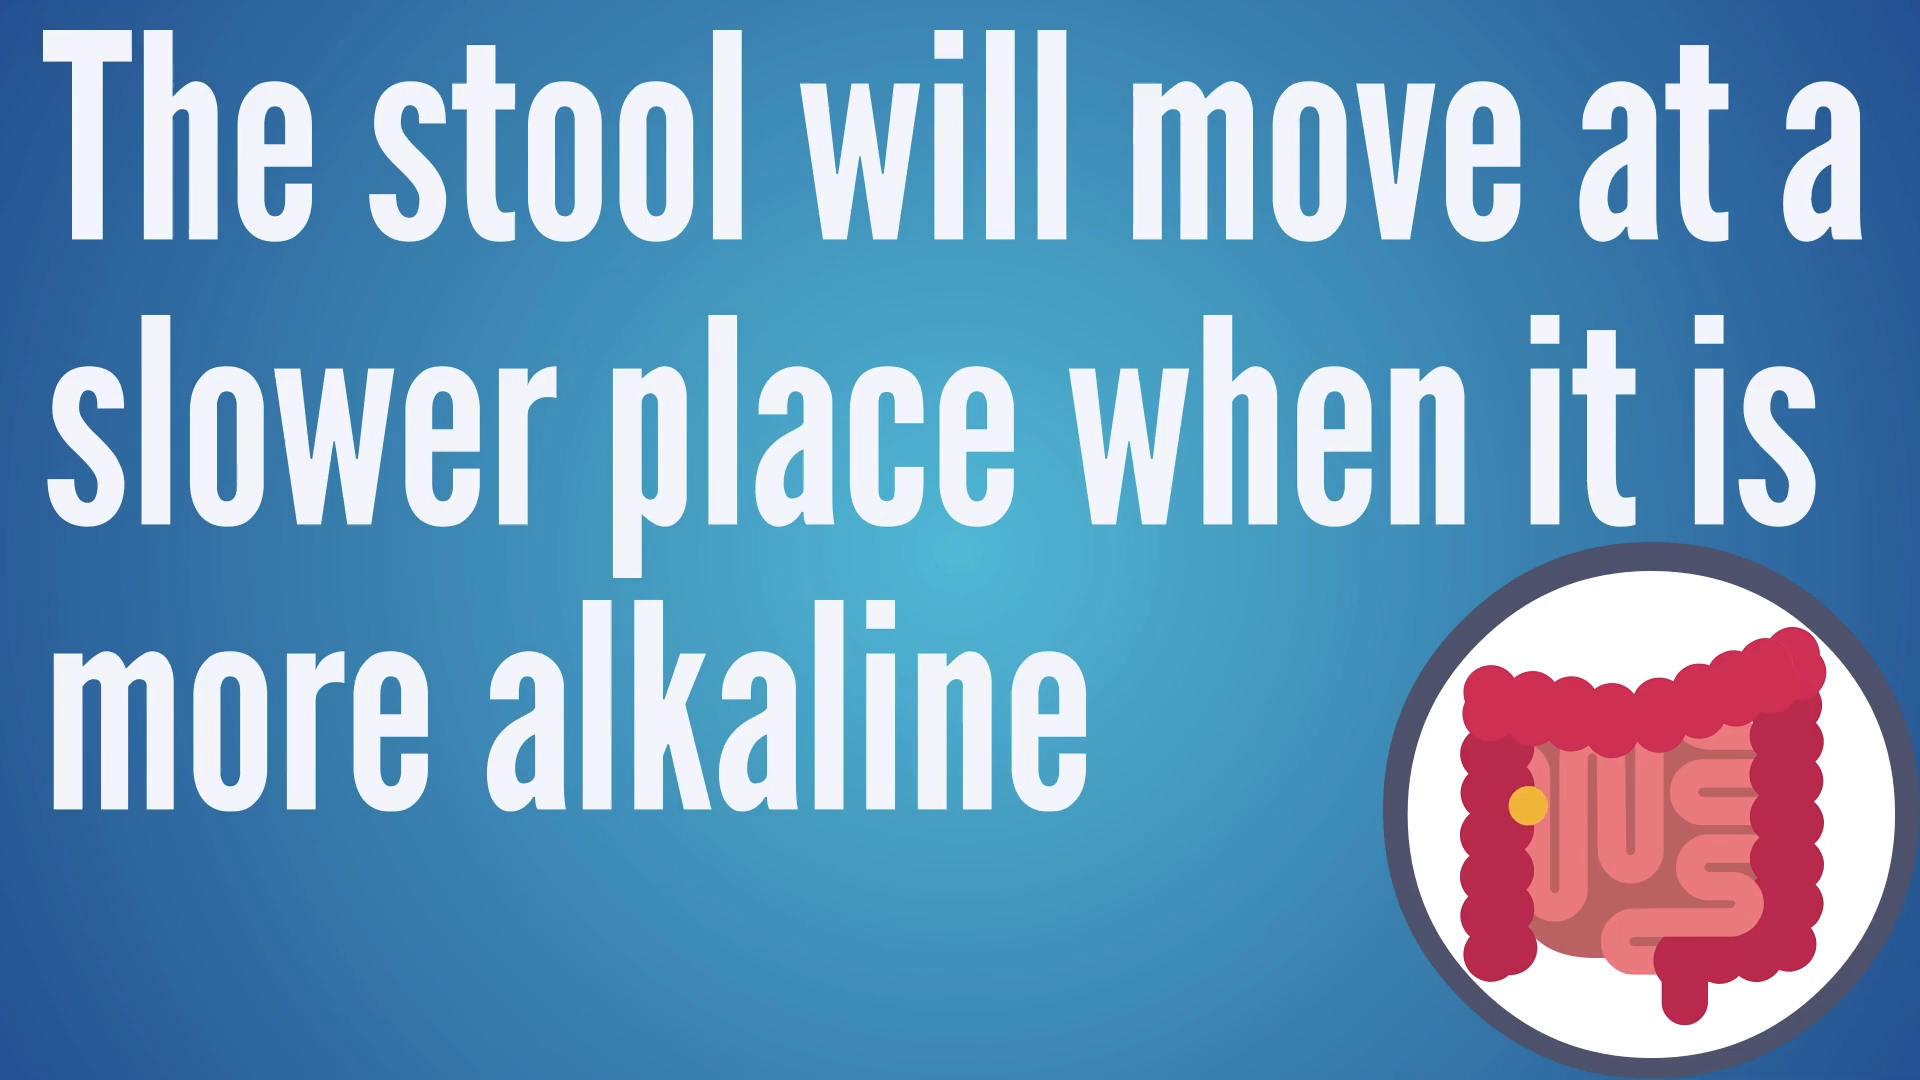 The stool will move at a
slower place when it is
more alkaline